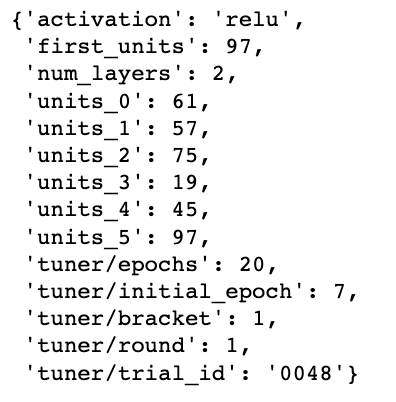 {'activation': 'relu',
'first_units': 97,
'num_layers': 2,
'units_0': 61,
'units_1': 57,
'units_2': 75,
'units_3': 19,
'units_4': 45,
'units_5': 97,
'tuner/epochs': 20,
'tuner/initial_epoch': 7,
'tuner/bracket': 1,
'tuner/round': 1,
'tuner/trial_id': '0048'}